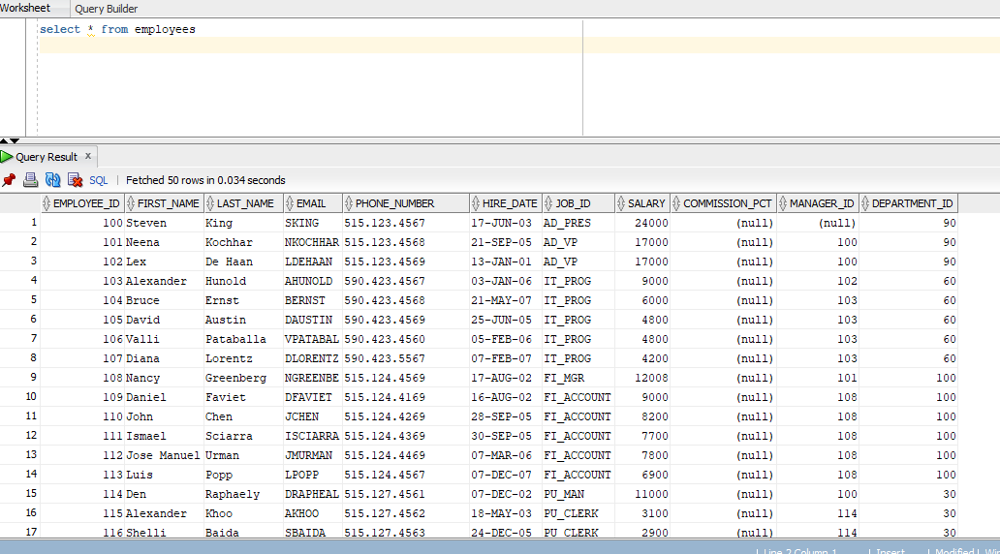 Worksheet Query Builder
select * from employees
Query Result x
SQL | Fetched 50 rows in 0.034 seconds
EMPLOYEE_ID FIRST_NAME LAST_NAME EMAIL PHONE_NUMBER HIRE_DATE JOB_ID SALARY COMMISSION_PCT MANAGER_ID DEPARTMENT_ID
1 100 Steven King SKING 515.123.4567 17-JUN-03 AD_PRES 24000 (null) (null) 90
2 101 Neena Kochhar NKOCHHAR 515.123.4568 21-SEP-05 AD_VP 17000 (null) 100 90
3 102 Lex De Haan LDEHAAN 515.123.4569 13-JAN-01 AD_VP 17000 (null) 100 90
4 103 Alexander Hunold AHUNOLD 590.423.4567 03-JAN-06 IT_PROG 9000 (null) 102 60
5 104 Bruce Ernst BERNST 590.423.4568 21-MAY-07 IT_PROG 6000 (null) 103 60
6 105 David Austin DAUSTIN 590.423.4569 25-JUN-05 IT_PROG 4800 (null) 103 60
7 106 Valli Pataballa VPATABAL 590.423.4560 05-FEB-06 IT_PROG 4800 (null) 103 60
8 107 Diana Lorentz DLORENTZ 590.423.5567 07-FEB-07 IT_PROG 4200 (null) 103 60
9 108 Nancy Greenberg NGREENBE 515.124.4569 17-AUG-02 FI_MGR 12008 (null) 101 100
10 109 Daniel Faviet DFAVIET 515.124.4169 16-AUG-02 FI_ACCOUNT 9000 (null) 108 100
11 110 John Chen JCHEN 515.124.4269 28-SEP-05 FI_ACCOUNT 8200 (null) 108 100
12 111 Ismael Sciarra ISCIARRA 515.124.4369 30-SEP-05 FI_ACCOUNT 7700 (null) 108 100
13 112 Jose Manuel Urman JMURMAN 515.124.4469 07-MAR-06 FI_ACCOUNT 7800 (null) 108 100
14 113 Luis Popp LPOPP 515.124.4567 07-DEC-07 FI_ACCOUNT 6900 (null) 108 100
15 114 Den Raphaely DRAPHEAL 515.127.4561 07-DEC-02 PU_MAN 11000 (null) 100 30
16 115 Alexander Khoo AKHOO 515.127.4562 18-MAY-03 PU_CLERK 3100 (null) 114 30
17 116 Shelli Baida SBAIDA 515.127.4563 24-DEC-05 PU_CLERK 2900 (null) 114 30
| Line 2 Column 1 | Insert | Modified | Win